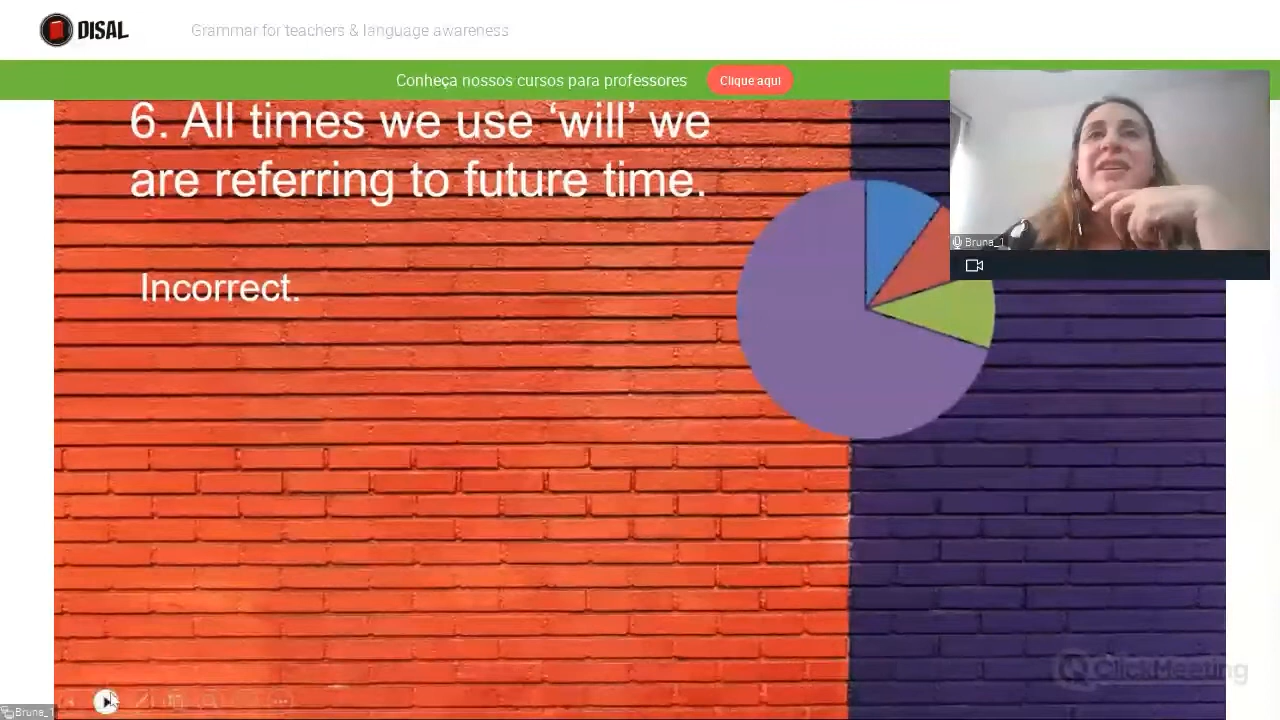 DISAL
Grammar for teachers & language awareness
Conheça nossos cursos para professores
Clique aqui
6. All times we use ‘will’ we
are referring to future time.
Incorrect.
Bruna_1
ClickMeeting
Bruna_1